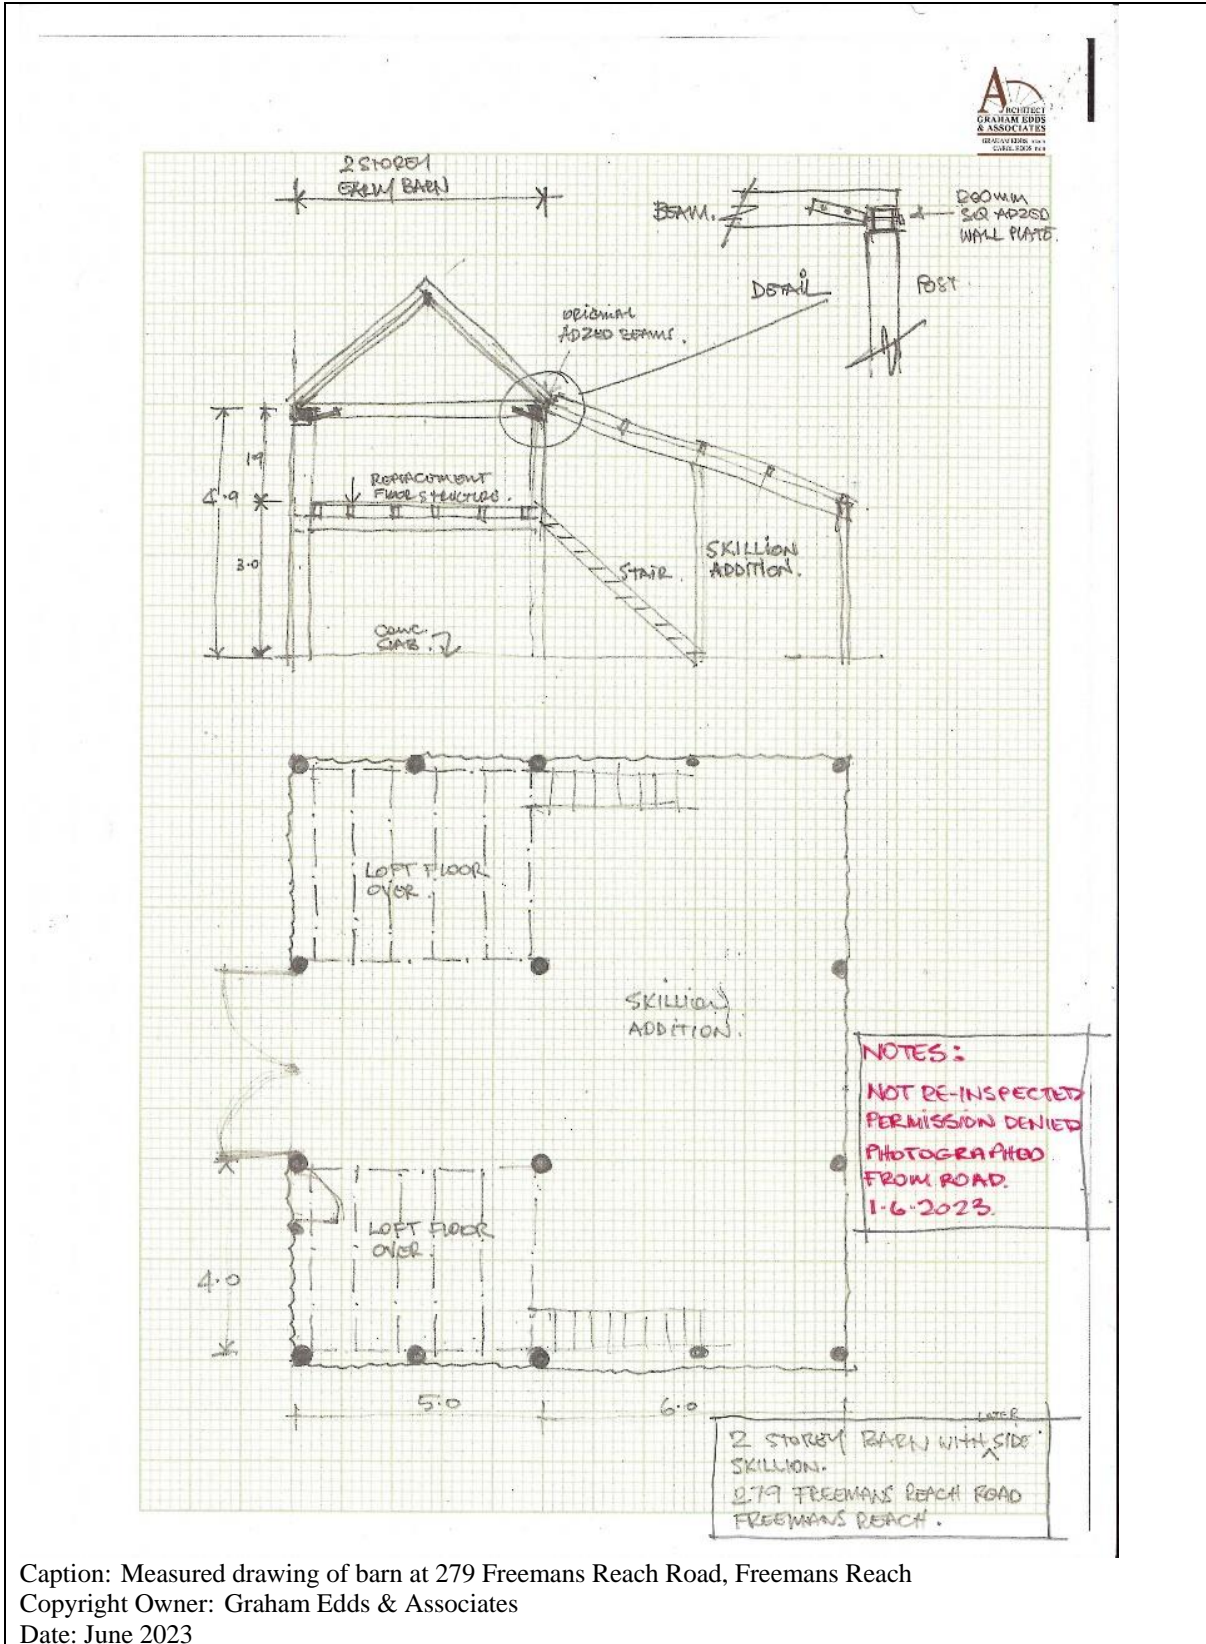 ARCHITECT
GRAHAM EDDS
& ASSOCIATES
2 STOREY
EARLY BARN
BEAM.
200MM
SQ ADZED
WALL PLATE.
DETAIL
POST
ORIGINAL
ADZED BEAMS.
1.9
4.9
REPLACEMENT
FLOOR STRUCTURE.
3.0
STAIR.
SKILLION
ADDITION.
CONC.
SLAB.
LOFT FLOOR
OVER.
SKILLION
ADDITION.
NOTES:
NOT RE-INSPECTED
PERMISSION DENIED
PHOTOGRAPHED
FROM ROAD.
1.6.2023.
LOFT FLOOR
OVER.
4.0
5.0
6.0
LATER
2 STOREY BARN WITH ^ SIDE
SKILLION.
279 FREEMANS REACH ROAD
FREEMANS REACH.
Caption: Measured drawing of barn at 279 Freemans Reach Road, Freemans Reach
Copyright Owner: Graham Edds & Associates
Date: June 2023